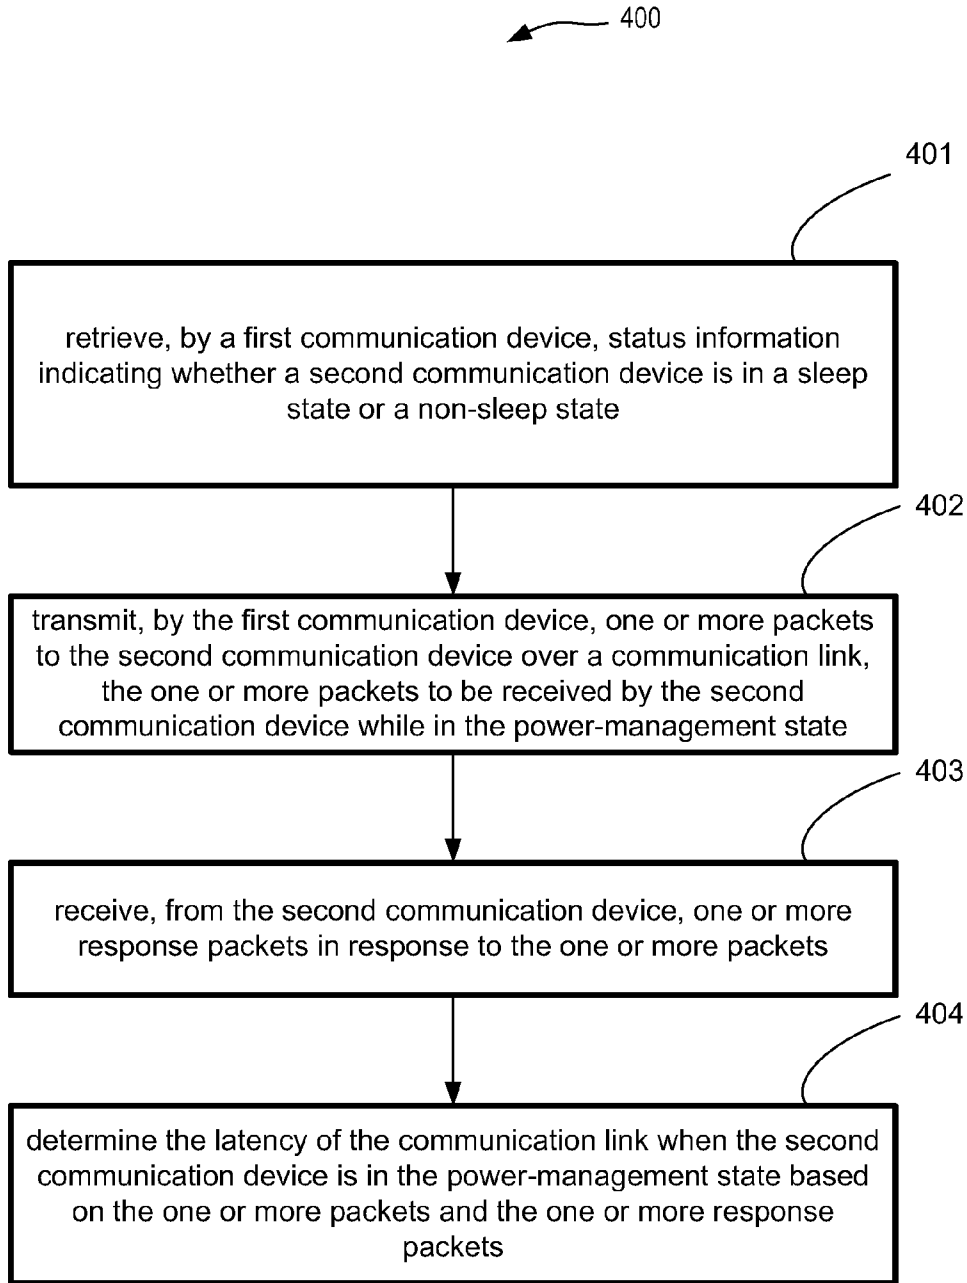 400
401
retrieve, by a first communication device, status information
indicating whether a second communication device is in a sleep
state or a non-sleep state
402
transmit, by the first communication device, one or more packets
to the second communication device over a communication link,
the one or more packets to be received by the second
communication device while in the power-management state
403
receive, from the second communication device, one or more
response packets in response to the one or more packets
404
determine the latency of the communication link when the second
communication device is in the power-management state based
on the one or more packets and the one or more response
packets